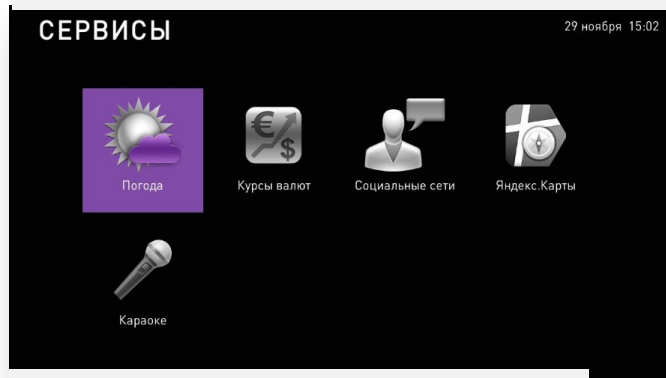 СЕРВИСЫ
29 ноября 15:02
Погода
Курсы валют
Социальные сети
Яндекс.Карты
Караоке